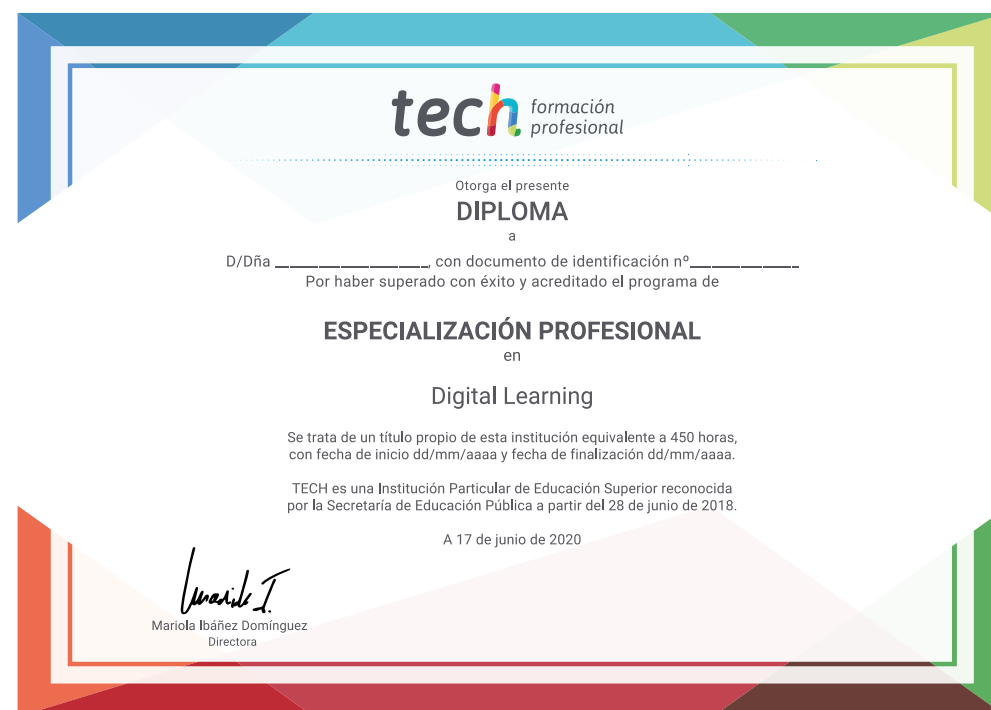 tech formación
profesional
Otorga el presente
DIPLOMA
a
D/Dña ______________________, con documento de identificación nº_______________
Por haber superado con éxito y acreditado el programa de
ESPECIALIZACIÓN PROFESIONAL
en
Digital Learning
Se trata de un título propio de esta institución equivalente a 450 horas,
con fecha de inicio dd/mm/aaaa y fecha de finalización dd/mm/aaaa.
TECH es una Institución Particular de Educación Superior reconocida
por la Secretaría de Educación Pública a partir del 28 de junio de 2018.
A 17 de junio de 2020
Mariola Ibáñez Domínguez
Directora